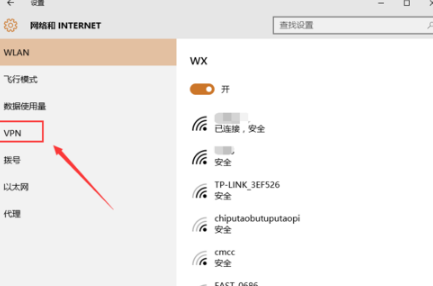 设置
网络和 INTERNET
查找设置
WLAN
飞行模式
数据使用量
VPN
拨号
以太网
代理
WX
开
已连接，安全
安全
TP-LINK_3EF526
安全
chiputaobutuputaopi
安全
cmcc
安全
FAST_0686